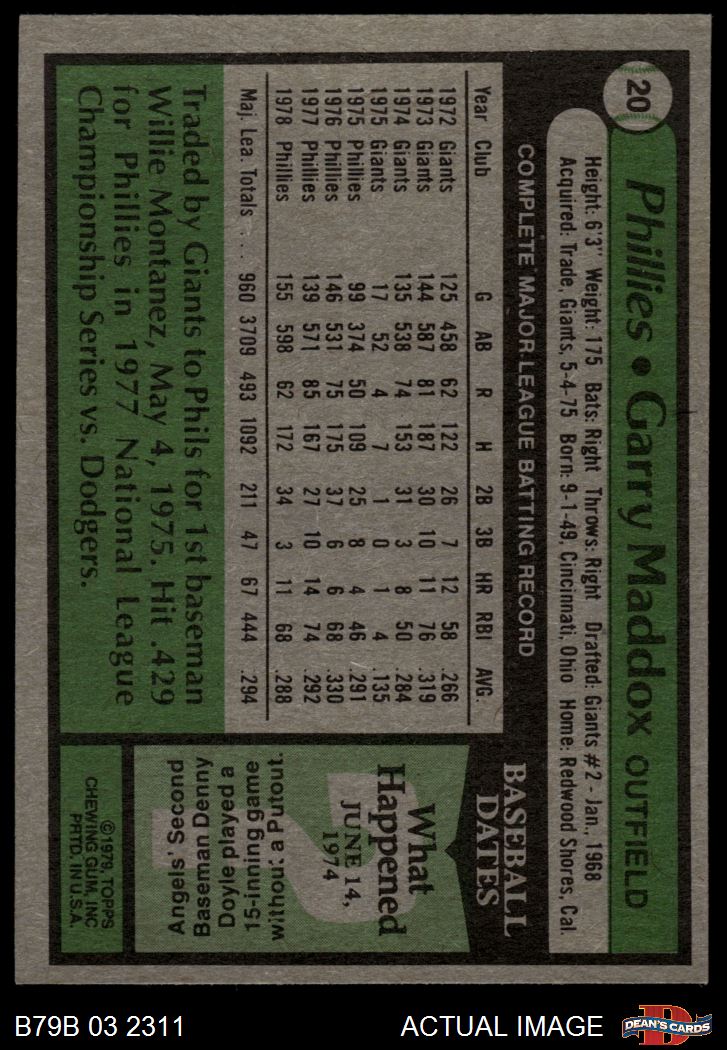 20
Phillies • Garry Maddox OUTFIELD
Height: 6'3" Weight: 175 Bats: Right Throws: Right Drafted: Giants #2 - Jan., 1968
Acquired: Trade, Giants, 5-4-75 Born: 9-1-49, Cincinnati, Ohio Home: Redwood Shores, Cal.
COMPLETE MAJOR LEAGUE BATTING RECORD
Year Club G AB R H 2B 3B HR RBI AVG.
1972 Giants 125 458 62 122 26 7 12 58 .266
1973 Giants 144 587 81 187 30 10 11 76 .319
1974 Giants 135 538 74 153 31 3 8 50 .284
1975 Giants 17 52 4 7 1 0 1 4 .135
1975 Phillies 99 374 50 109 25 8 4 46 .291
1976 Phillies 146 531 75 175 37 6 6 68 .330
1977 Phillies 139 571 85 167 27 10 14 74 .292
1978 Phillies 155 598 62 172 34 3 11 68 .288
Maj. Lea. Totals . . . 960 3709 493 1092 211 47 67 444 .294
Traded by Giants to Phils for 1st baseman
Willie Montanez, May 4, 1975. Hit .429
for Phillies in 1977 National League
Championship Series vs. Dodgers.
BASEBALL
DATES
What
Happened
JUNE 14,
1974
?
Angels' Second
Baseman Denny
Doyle played a
15-inning game
without a Putout.
©1979, TOPPS
CHEWING GUM, INC
PRTD. IN U.S.A.
B79B 03 2311
ACTUAL IMAGE
D
DEAN'S CARDS